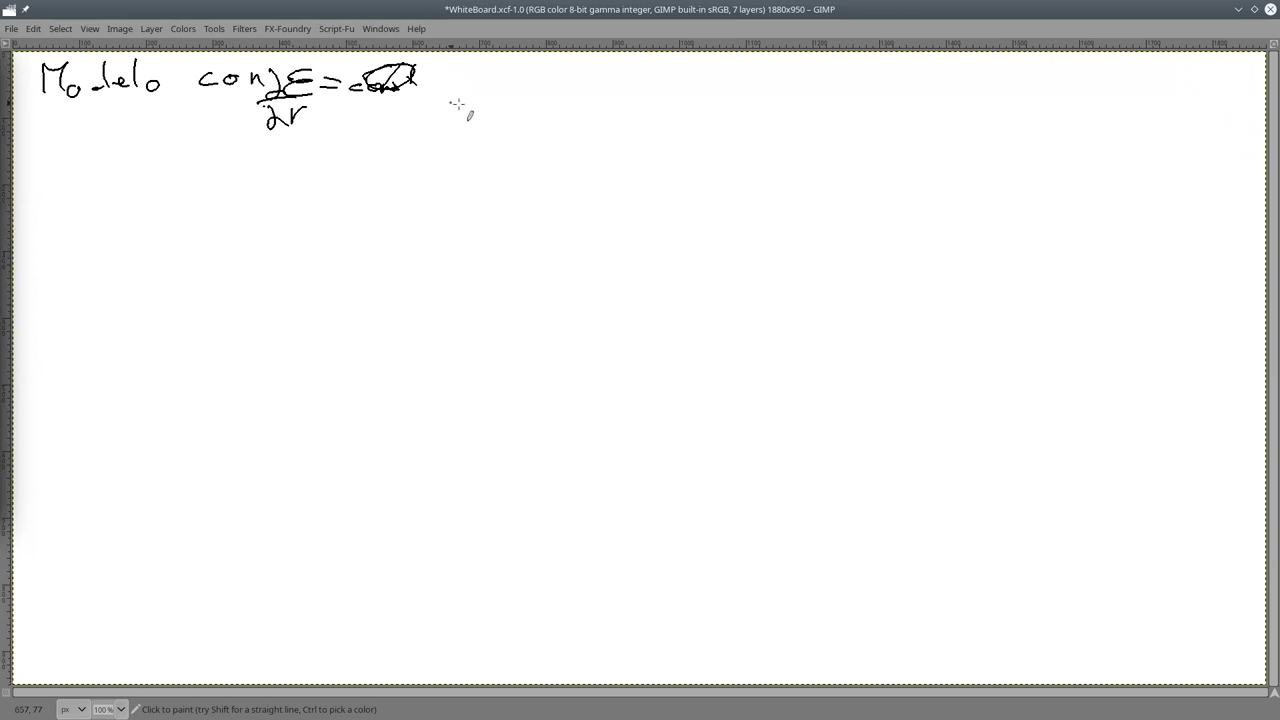 *WhiteBoard.xcf-1.0 (RGB color 8-bit gamma integer, GIMP built-in sRGB, 7 layers) 1880x950 – GIMP
File Edit Select View Image Layer Colors Tools Filters FX-Foundry Script-Fu Windows Help
Modelo con ∂E =
∂r
657, 77 px 100% Click to paint (try Shift for a straight line, Ctrl to pick a color)